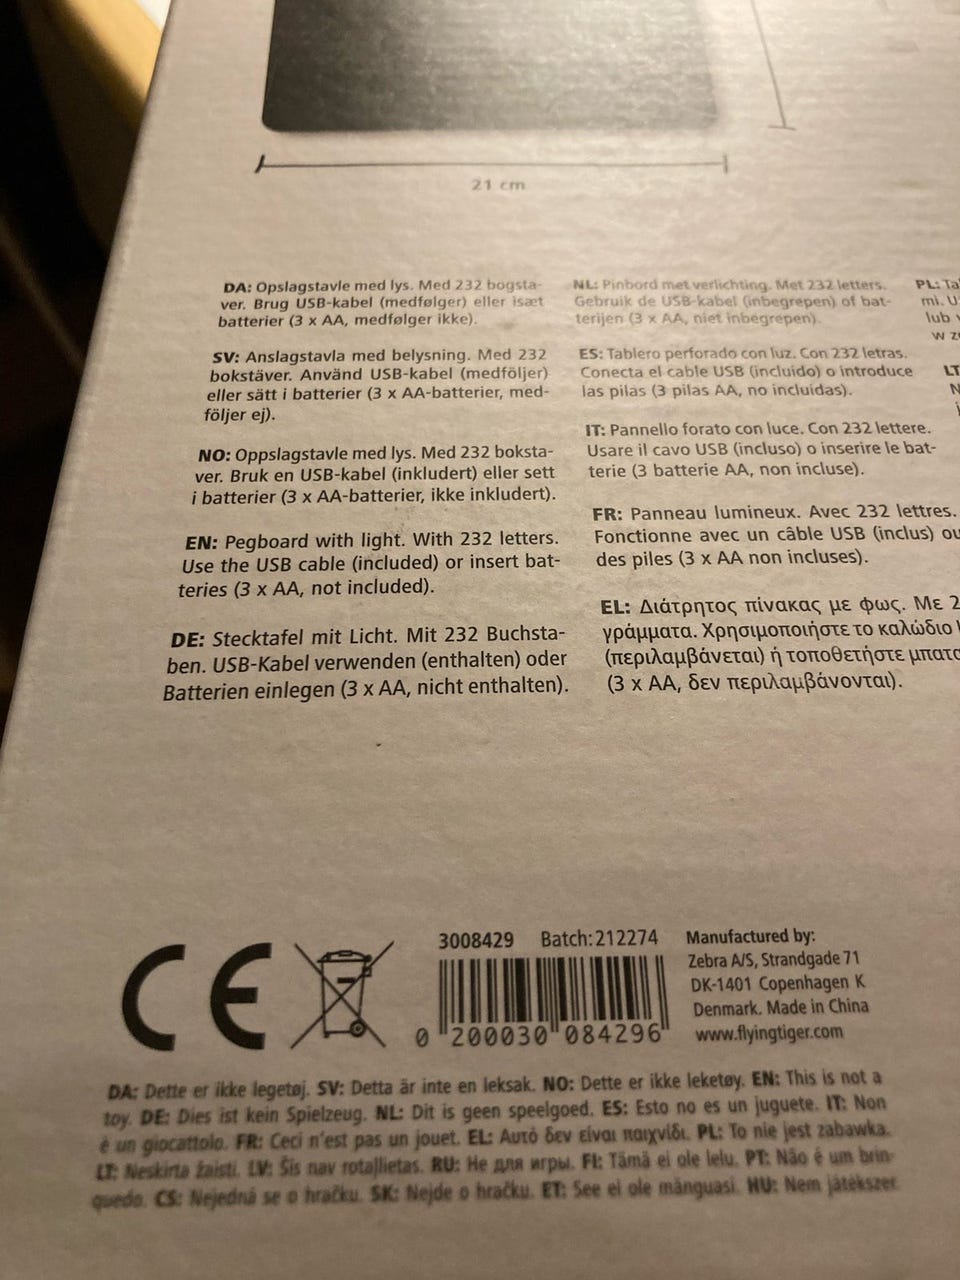 21 cm
DA: Opslagstavle med lys. Med 232 bogsta-
ver. Brug USB-kabel (medfølger) eller isæt
batterier (3 x AA, medfølger ikke).
SV: Anslagstavla med belysning. Med 232
bokstäver. Använd USB-kabel (medföljer)
eller sätt i batterier (3 x AA-batterier, med-
följer ej).
NO: Oppslagstavle med lys. Med 232 boksta-
ver. Bruk en USB-kabel (inkludert) eller sett
i batterier (3 x AA-batterier, ikke inkludert).
EN: Pegboard with light. With 232 letters.
Use the USB cable (included) or insert bat-
teries (3 x AA, not included).
DE: Stecktafel mit Licht. Mit 232 Buchsta-
ben. USB-Kabel verwenden (enthalten) oder
Batterien einlegen (3 x AA, nicht enthalten).
NL: Pinbord met verlichting. Met 232 letters.
Gebruik de USB-kabel (inbegrepen) of bat-
terijen (3 x AA, niet inbegrepen).
ES: Tablero perforado con luz. Con 232 letras.
Conecta el cable USB (incluido) o introduce
las pilas (3 pilas AA, no incluidas).
IT: Pannello forato con luce. Con 232 lettere.
Usare il cavo USB (incluso) o inserire le bat-
terie (3 batterie AA, non incluse).
FR: Panneau lumineux. Avec 232 lettres.
Fonctionne avec un câble USB (inclus) ou
des piles (3 x AA non incluses).
EL: Διάτρητος πίνακας με φως. Με 2
γράμματα. Χρησιμοποιήστε το καλώδιο
(περιλαμβάνεται) ή τοποθετήστε μπατα
(3 x AA, δεν περιλαμβάνονται).
PL: Ta
mi. U
lub
w
LT
CE
3008429 Batch: 212274
0 200030 084296
Manufactured by:
Zebra A/S, Strandgade 71
DK-1401 Copenhagen K
Denmark. Made in China
www.flyingtiger.com
DA: Dette er ikke legetøj. SV: Detta är inte en leksak. NO: Dette er ikke leketøy. EN: This is not a
toy. DE: Dies ist kein Spielzeug. NL: Dit is geen speelgoed. ES: Esto no es un juguete. IT: Non
è un giocattolo. FR: Ceci n'est pas un jouet. EL: Αυτό δεν είναι παιχνίδι. PL: To nie jest zabawka.
LT: Neskirta žaisti. LV: Šis nav rotaļlietas. RU: Не для игры. FI: Tämä ei ole lelu. PT: Não é um brin-
quedo. CS: Nejedná se o hračku. SK: Nejde o hračku. ET: See ei ole mänguasi. HU: Nem játékszer.